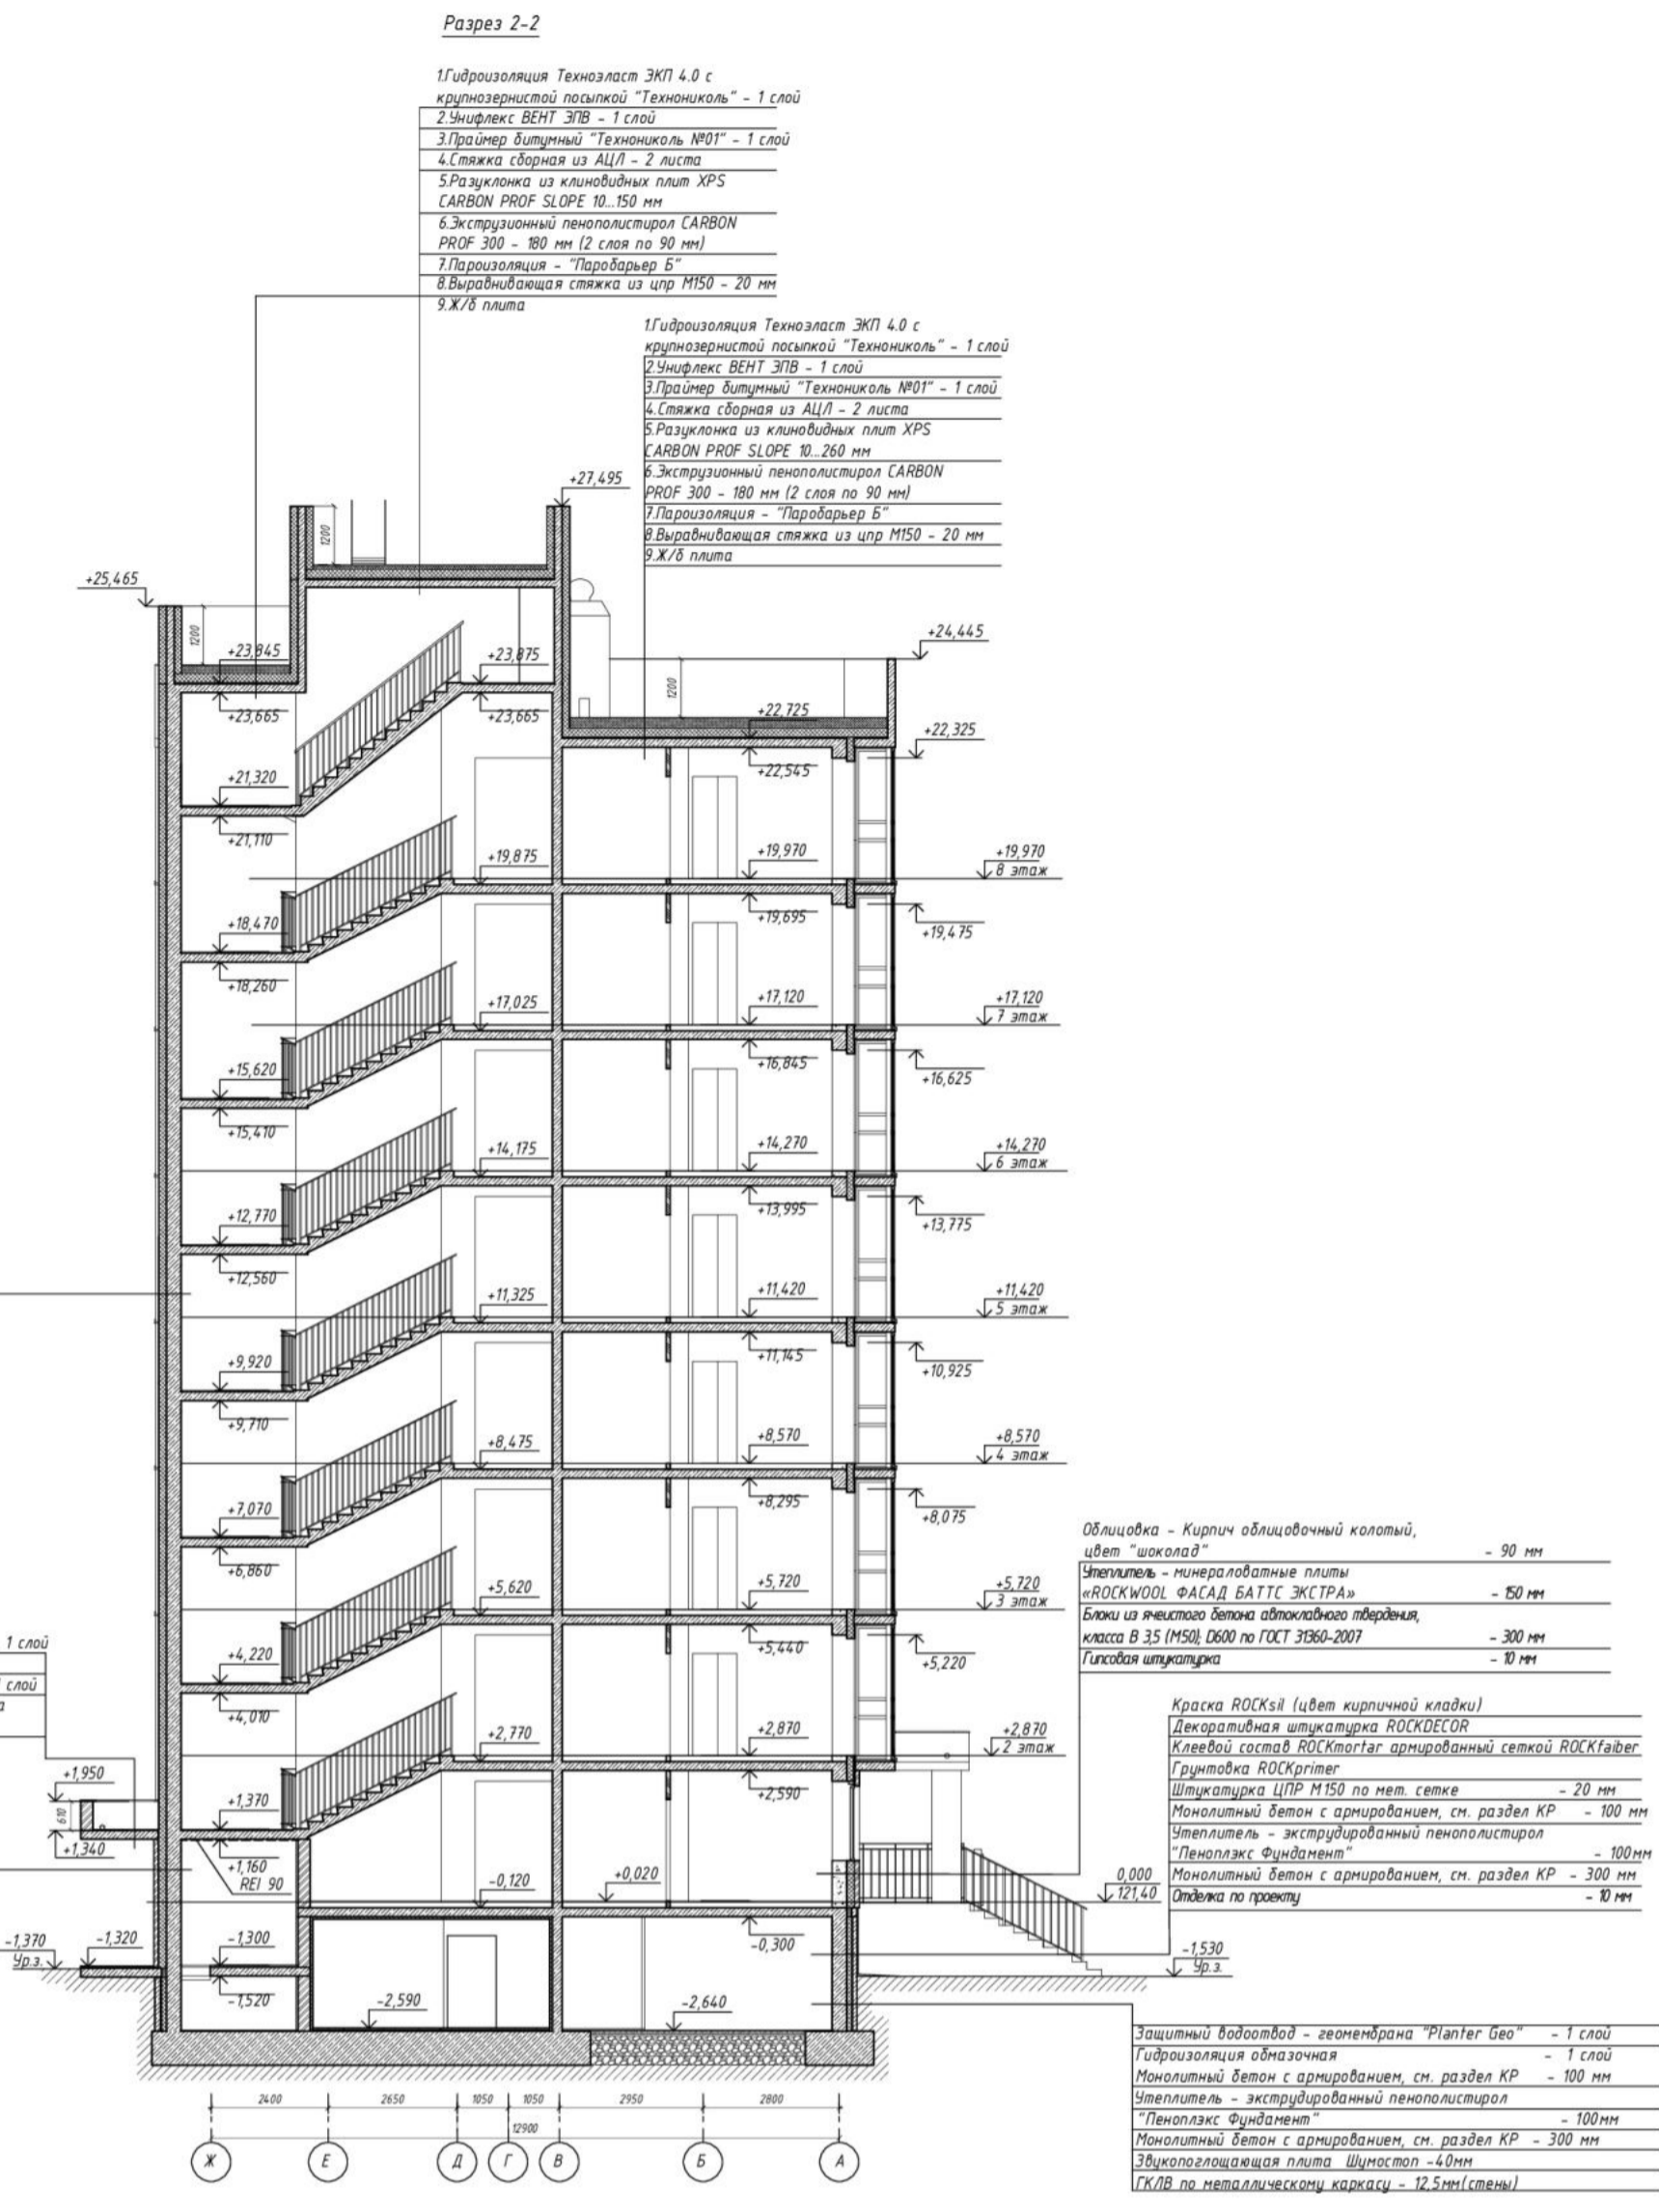 Разрез 2-2
1.Гидроизоляция Техноэласт ЭКП 4.0 с
крупнозернистой посыпкой "Технониколь" - 1 слой
2.Унифлекс ВЕНТ ЭПВ - 1 слой
3.Праймер битумный "Технониколь №01" - 1 слой
4.Стяжка сборная из АЦЛ - 2 листа
5.Разуклонка из клиновидных плит XPS
CARBON PROF SLOPE 10...150 мм
6.Экструзионный пенополистирол CARBON
PROF 300 - 180 мм (2 слоя по 90 мм)
7.Пароизоляция - "Паробарьер Б"
8.Выравнивающая стяжка из цпр М150 - 20 мм
9.Ж/б плита
1.Гидроизоляция Техноэласт ЭКП 4.0 с
крупнозернистой посыпкой "Технониколь" - 1 слой
2.Унифлекс ВЕНТ ЭПВ - 1 слой
3.Праймер битумный "Технониколь №01" - 1 слой
4.Стяжка сборная из АЦЛ - 2 листа
5.Разуклонка из клиновидных плит XPS
CARBON PROF SLOPE 10...260 мм
6.Экструзионный пенополистирол CARBON
PROF 300 - 180 мм (2 слоя по 90 мм)
7.Пароизоляция - "Паробарьер Б"
8.Выравнивающая стяжка из цпр М150 - 20 мм
9.Ж/б плита
+27,495
1200
+25,465
1200
+24,445
+23,845
+23,875
1200
+23,665
+23,665
+22,725
+22,325
+22,545
+21,320
+21,110
+19,875
+19,970
+19,970
8 этаж
+18,470
+19,695
+19,475
+18,260
+17,025
+17,120
+17,120
7 этаж
+15,620
+16,845
+16,625
+15,410
+14,175
+14,270
+14,270
6 этаж
+12,770
+13,995
+13,775
+12,560
+11,325
+11,420
+11,420
5 этаж
+9,920
+11,145
+10,925
+9,710
+8,475
+8,570
+8,570
4 этаж
+7,070
+8,295
+8,075
+6,860
+5,620
+5,720
+5,720
3 этаж
Облицовка - Кирпич облицовочный колотый,
цвет "шоколад" - 90 мм
Утеплитель - минераловатные плиты
«ROCKWOOL ФАСАД БАТТС ЭКСТРА» - 150 мм
Блоки из ячеистого бетона автоклавного твердения,
класса В 3,5 (М50); D600 по ГОСТ 31360-2007 - 300 мм
Гипсовая штукатурка - 10 мм
1 слой
слой
а
+4,220
+5,440
+5,220
+4,010
+2,770
+2,870
+2,870
2 этаж
Краска ROCKsil (цвет кирпичной кладки)
Декоративная штукатурка ROCKDECOR
Клеевой состав ROCKmortar армированный сеткой ROCKfaiber
Грунтовка ROCKprimer
Штукатурка ЦПР М150 по мет. сетке - 20 мм
Монолитный бетон с армированием, см. раздел КР - 100 мм
Утеплитель - экструдированный пенополистирол
"Пеноплэкс Фундамент" - 100мм
Монолитный бетон с армированием, см. раздел КР - 300 мм
Отделка по проекту - 10 мм
+1,950
610
+1,340
+1,370
+2,590
+1,160
REI 90
-0,120
+0,020
0,000
121,40
-1,370
Ур.з.
-1,320
-1,300
-0,300
-1,530
Ур.з.
-1,520
-2,590
-2,640
Защитный водоотвод - геомембрана "Planter Geo" - 1 слой
Гидроизоляция обмазочная - 1 слой
Монолитный бетон с армированием, см. раздел КР - 100 мм
Утеплитель - экструдированный пенополистирол
"Пеноплэкс Фундамент" - 100мм
Монолитный бетон с армированием, см. раздел КР - 300 мм
Звукопоглощающая плита Шумостоп -40мм
ГКЛВ по металлическому каркасу - 12,5мм(стены)
2400 2650 1050 1050 2950 2800
12900
Ж Е Д Г В Б А